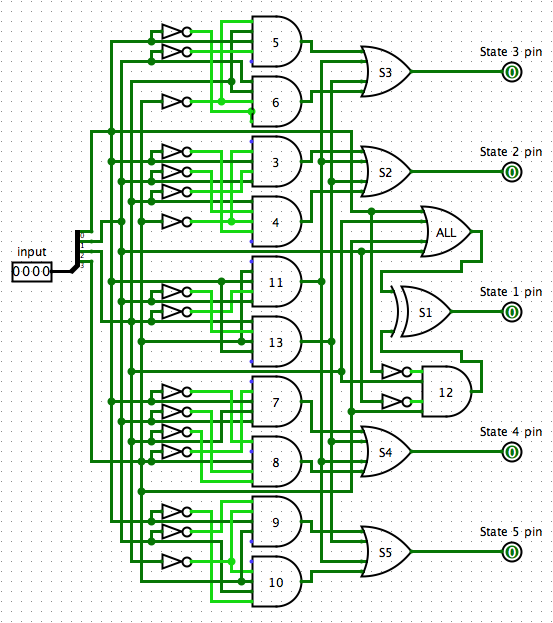 State 3 pin
5
S3
0
6
State 2 pin
3
S2
0
4
ALL
input
0000
11
State 1 pin
S1
0
13
12
7
State 4 pin
S4
0
8
9
State 5 pin
S5
0
10